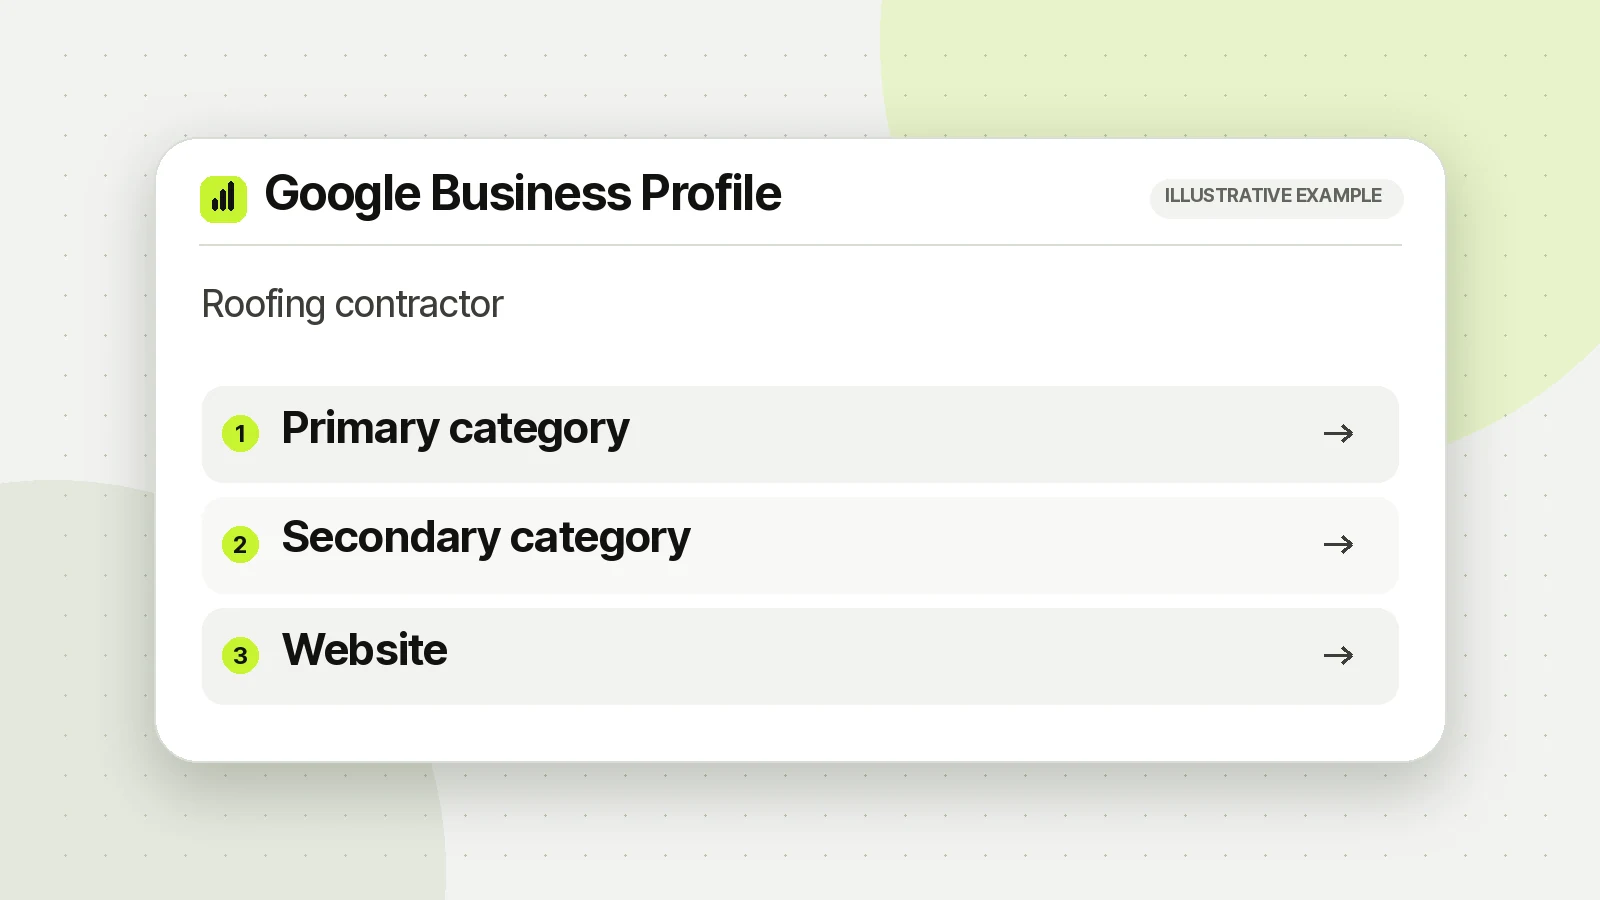 Google Business Profile
ILLUSTRATIVE EXAMPLE
Roofing contractor
1 Primary category →
2 Secondary category →
3 Website →